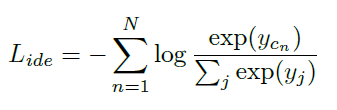 L_{ide} = -\sum_{n=1}^{N} \log \frac{\exp(y_{c_n})}{\sum_j \exp(y_j)}